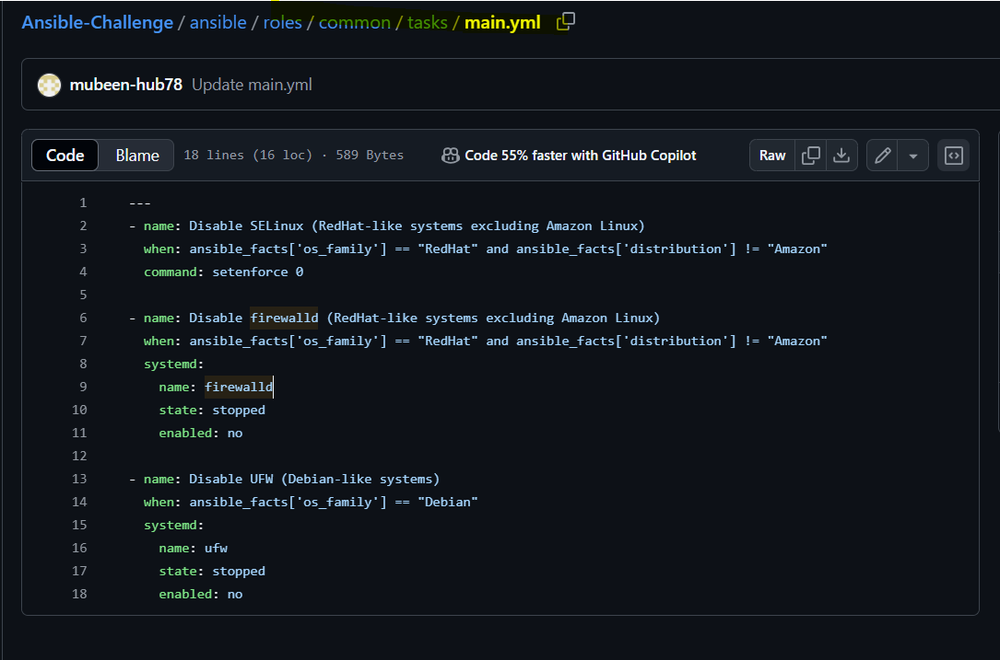 Ansible-Challenge / ansible / roles / common / tasks / main.yml
mubeen-hub78 Update main.yml
Code Blame 18 lines (16 loc) · 589 Bytes Code 55% faster with GitHub Copilot Raw
1 ---
2 - name: Disable SELinux (RedHat-like systems excluding Amazon Linux)
3   when: ansible_facts['os_family'] == "RedHat" and ansible_facts['distribution'] != "Amazon"
4   command: setenforce 0
5
6 - name: Disable firewalld (RedHat-like systems excluding Amazon Linux)
7   when: ansible_facts['os_family'] == "RedHat" and ansible_facts['distribution'] != "Amazon"
8   systemd:
9     name: firewalld
10     state: stopped
11     enabled: no
12
13 - name: Disable UFW (Debian-like systems)
14   when: ansible_facts['os_family'] == "Debian"
15   systemd:
16     name: ufw
17     state: stopped
18     enabled: no